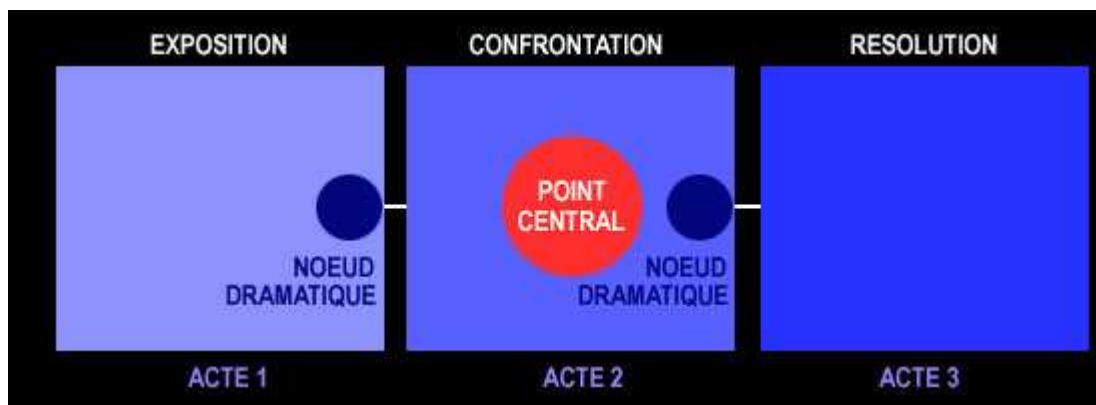 EXPOSITION
CONFRONTATION
RESOLUTION
POINT
CENTRAL
NOEUD
DRAMATIQUE
NOEUD
DRAMATIQUE
ACTE 1
ACTE 2
ACTE 3